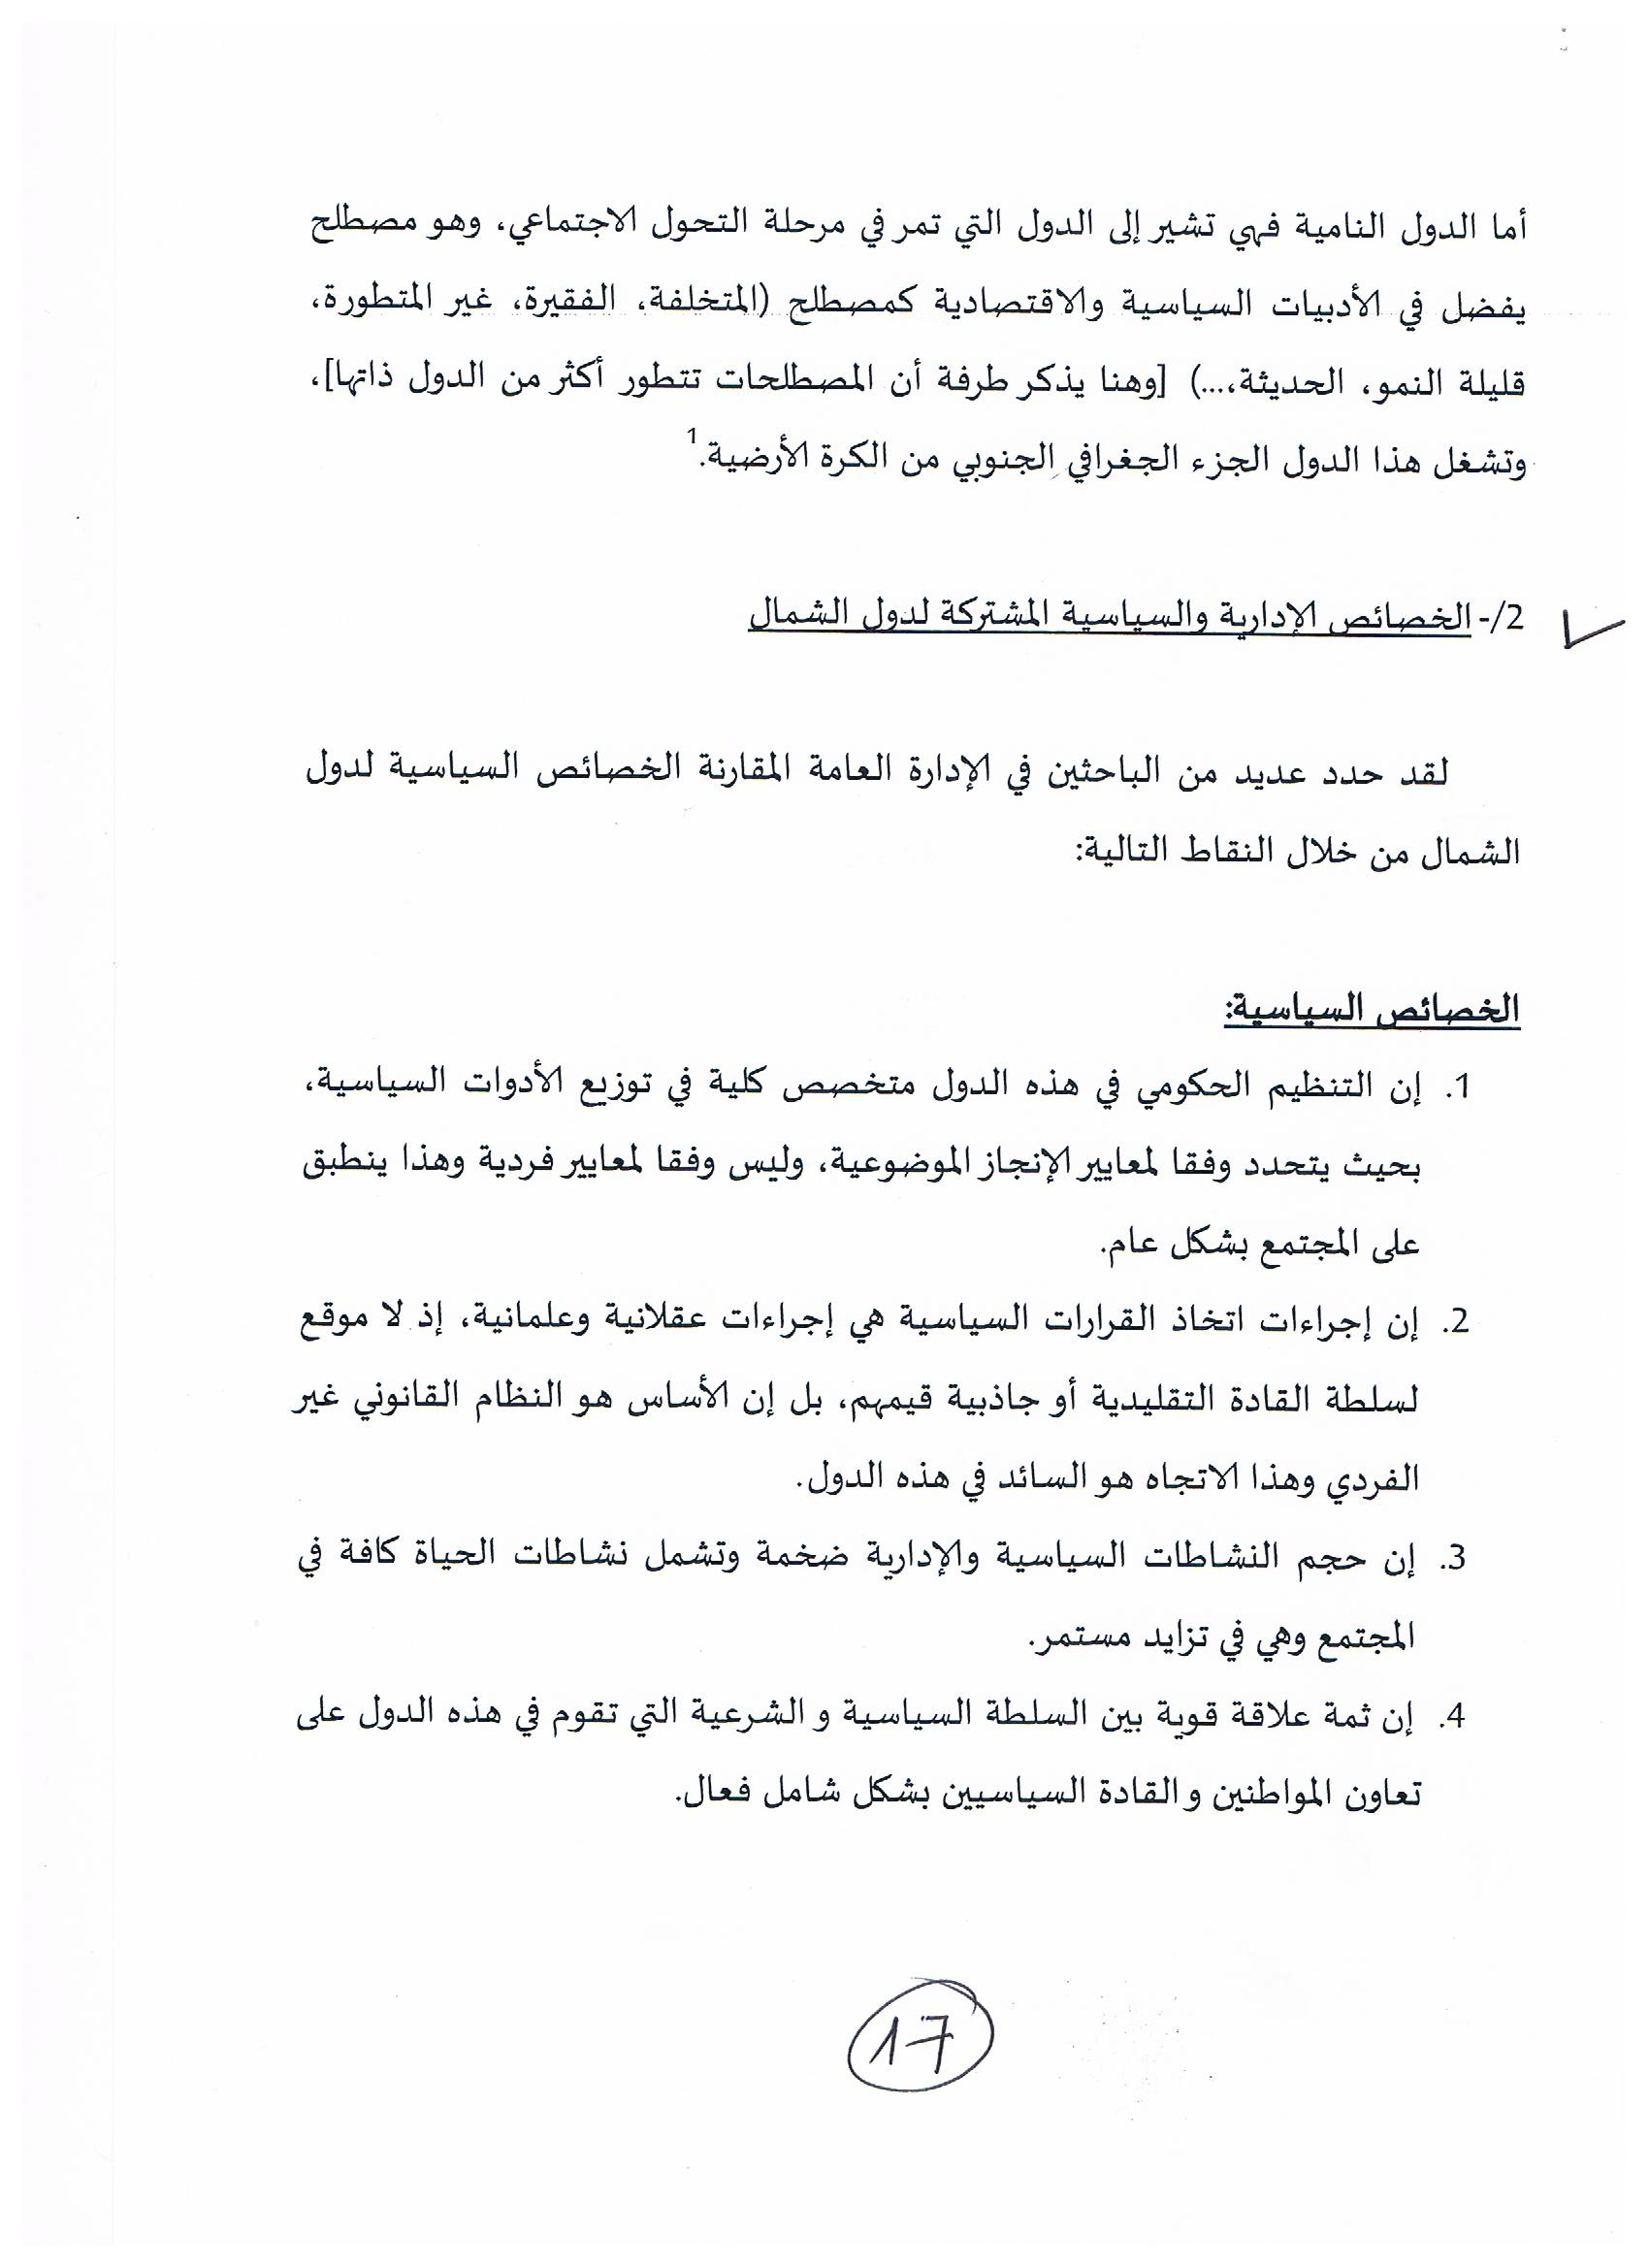 أما الدول النامية فهي تشير إلى الدول التي تمر في مرحلة التحول الاجتماعي، وهو مصطلح
يفضل في الأدبيات السياسية والاقتصادية كمصطلح (المتخلفة، الفقيرة، غير المتطورة،
قليلة النمو، الحديثة،...) [وهنا يذكر طرفة أن المصطلحات تتطور أكثر من الدول ذاتها]،
وتشغل هذا الدول الجزء الجغرافي الجنوبي من الكرة الأرضية.1
2/- الخصائص الإدارية والسياسية المشتركة لدول الشمال
لقد حدد عديد من الباحثين في الإدارة العامة المقارنة الخصائص السياسية لدول
الشمال من خلال النقاط التالية:
الخصائص السياسية:
1. إن التنظيم الحكومي في هذه الدول متخصص كلية في توزيع الأدوات السياسية،
بحيث يتحدد وفقا لمعايير الإنجاز الموضوعية، وليس وفقا لمعايير فردية وهذا ينطبق
على المجتمع بشكل عام.
2. إن إجراءات اتخاذ القرارات السياسية هي إجراءات عقلانية وعلمانية، إذ لا موقع
لسلطة القادة التقليدية أو جاذبية قيمهم، بل إن الأساس هو النظام القانوني غير
الفردي وهذا الاتجاه هو السائد في هذه الدول.
3. إن حجم النشاطات السياسية والإدارية ضخمة وتشمل نشاطات الحياة كافة في
المجتمع وهي في تزايد مستمر.
4. إن ثمة علاقة قوية بين السلطة السياسية و الشرعية التي تقوم في هذه الدول على
تعاون المواطنين و القادة السياسيين بشكل شامل فعال.
17